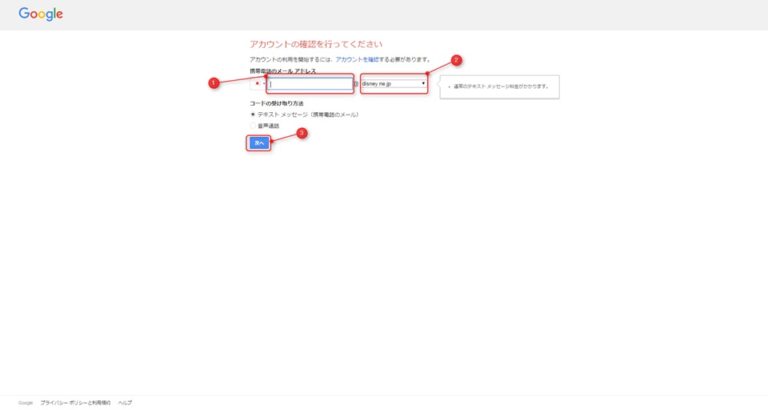 Google
アカウントの確認を行ってください
アカウントの利用を開始するには、アカウントを確認する必要があります。
携帯電話のメール アドレス
1
@ disney.ne.jp
2
・ 通常のテキスト メッセージ料金がかかります。
コードの受け取り方法
テキスト メッセージ（携帯電話のメール）
音声通話
次へ
3
Google プライバシー ポリシーと利用規約 ヘルプ